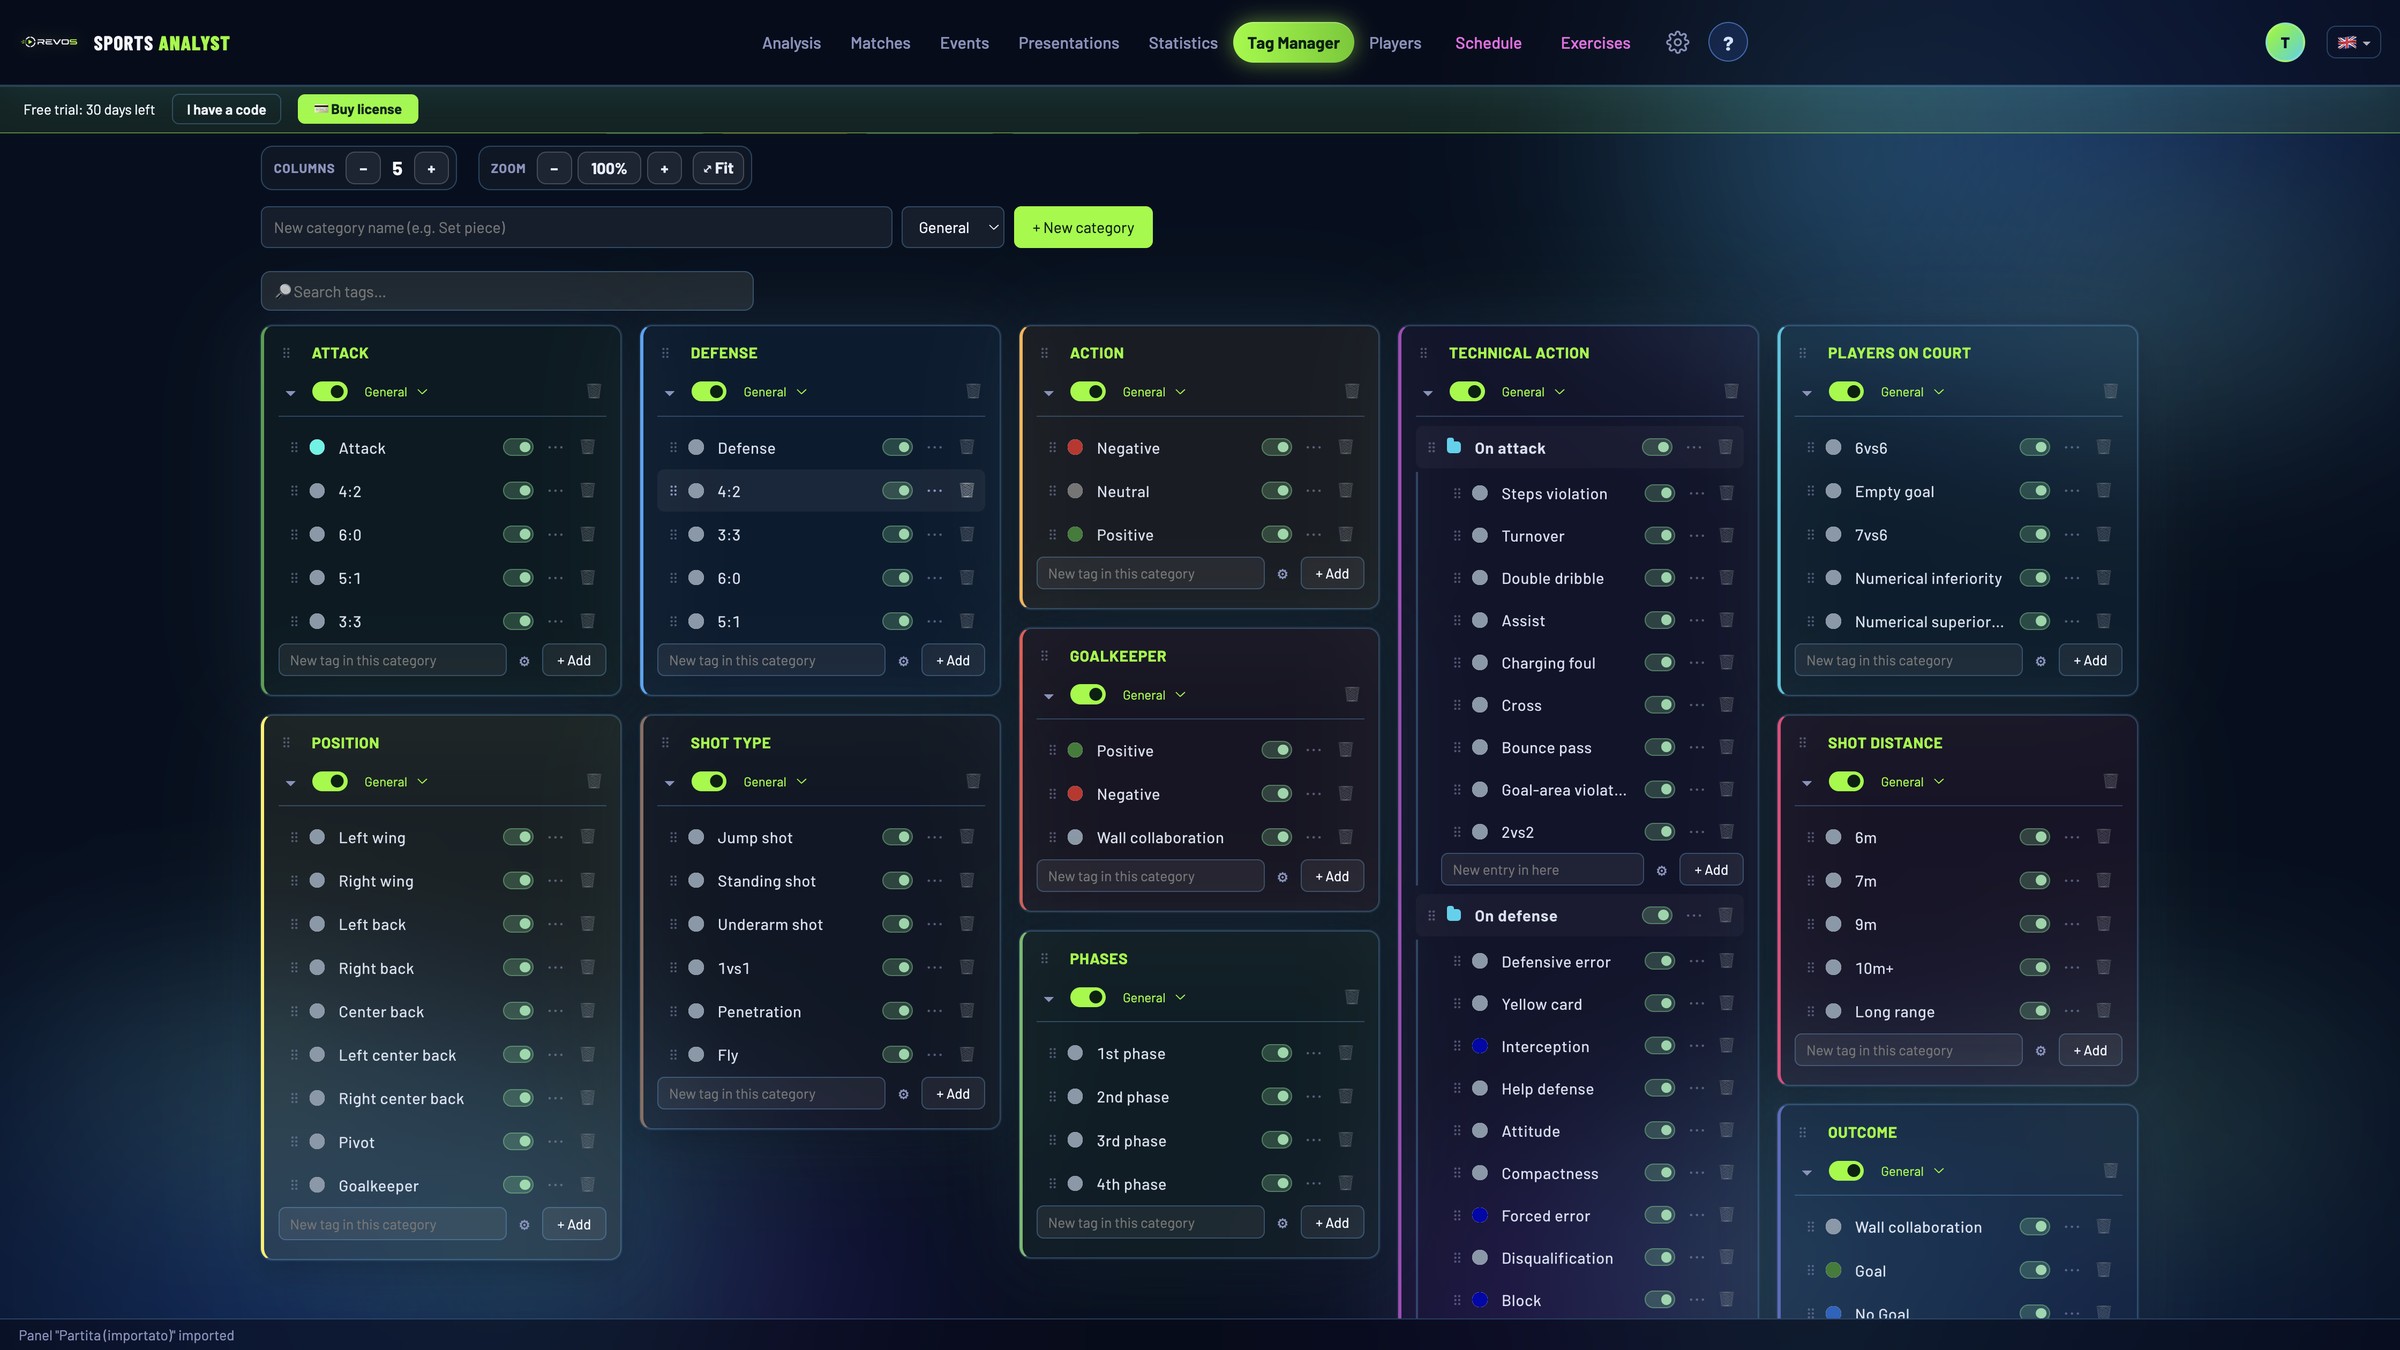 REVOS SPORTS ANALYST
Analysis Matches Events Presentations Statistics Tag Manager Players Schedule Exercises ? T
Free trial: 30 days left I have a code Buy license
COLUMNS − 5 + ZOOM − 100% + Fit
New category name (e.g. Set piece) General + New category
Search tags...
ATTACK
General
Attack
4:2
6:0
5:1
3:3
New tag in this category + Add
POSITION
General
Left wing
Right wing
Left back
Right back
Center back
Left center back
Right center back
Pivot
Goalkeeper
New tag in this category + Add
DEFENSE
General
Defense
4:2
3:3
6:0
5:1
New tag in this category + Add
SHOT TYPE
General
Jump shot
Standing shot
Underarm shot
1vs1
Penetration
Fly
New tag in this category + Add
ACTION
General
Negative
Neutral
Positive
New tag in this category + Add
GOALKEEPER
General
Positive
Negative
Wall collaboration
New tag in this category + Add
PHASES
General
1st phase
2nd phase
3rd phase
4th phase
New tag in this category + Add
TECHNICAL ACTION
General
On attack
Steps violation
Turnover
Double dribble
Assist
Charging foul
Cross
Bounce pass
Goal-area violat...
2vs2
New entry in here + Add
On defense
Defensive error
Yellow card
Interception
Help defense
Attitude
Compactness
Forced error
Disqualification
Block
PLAYERS ON COURT
General
6vs6
Empty goal
7vs6
Numerical inferiority
Numerical superior...
New tag in this category + Add
SHOT DISTANCE
General
6m
7m
9m
10m+
Long range
New tag in this category + Add
OUTCOME
General
Wall collaboration
Goal
No Goal
Panel "Partita (importato)" imported